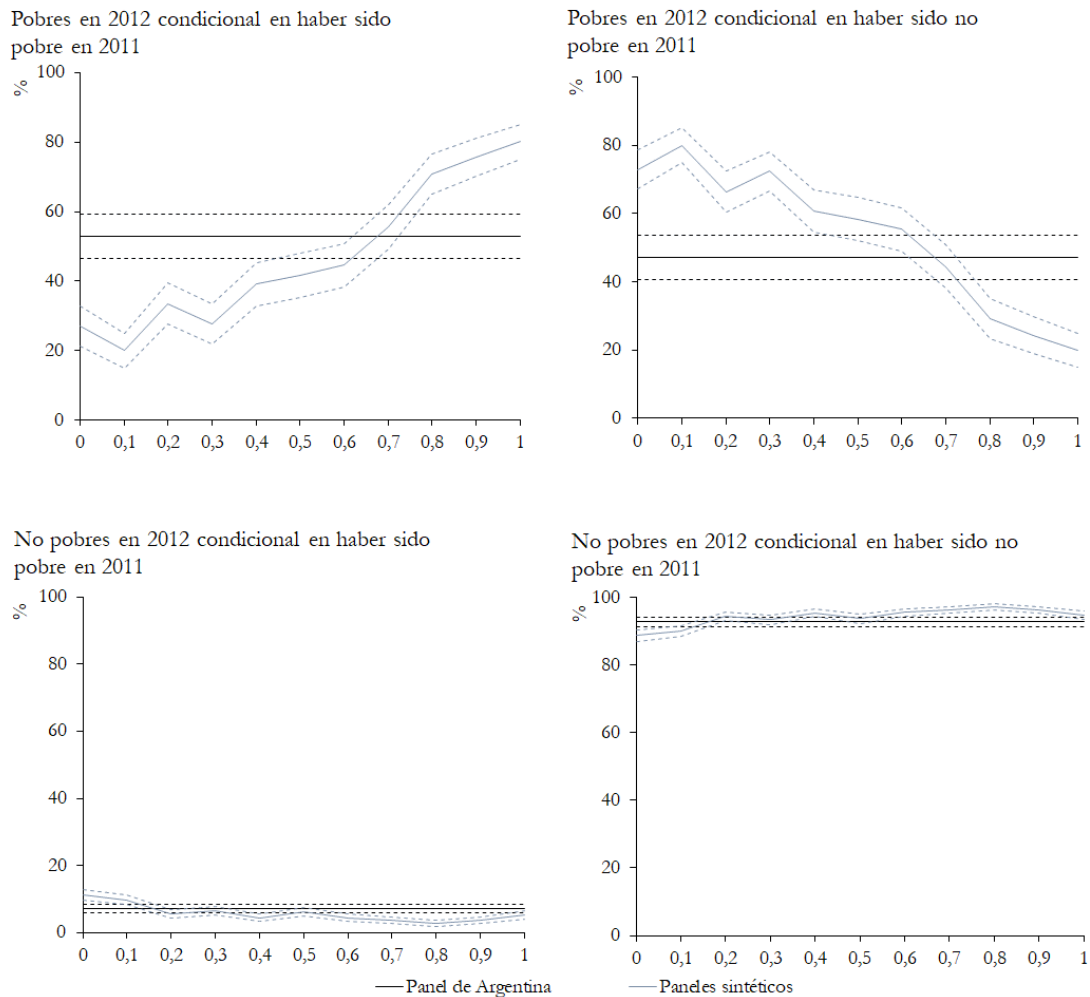 Pobres en 2012 condicional en haber sido
pobre en 2011
%
100
80
60
40
20
0
0 0,1 0,2 0,3 0,4 0,5 0,6 0,7 0,8 0,9 1
Pobres en 2012 condicional en haber sido no
pobre en 2011
%
100
80
60
40
20
0
0 0,1 0,2 0,3 0,4 0,5 0,6 0,7 0,8 0,9 1
No pobres en 2012 condicional en haber sido
pobre en 2011
%
100
80
60
40
20
0
0 0,1 0,2 0,3 0,4 0,5 0,6 0,7 0,8 0,9 1
No pobres en 2012 condicional en haber sido no
pobre en 2011
%
100
80
60
40
20
0
0 0,1 0,2 0,3 0,4 0,5 0,6 0,7 0,8 0,9 1
Panel de Argentina Paneles sintéticos